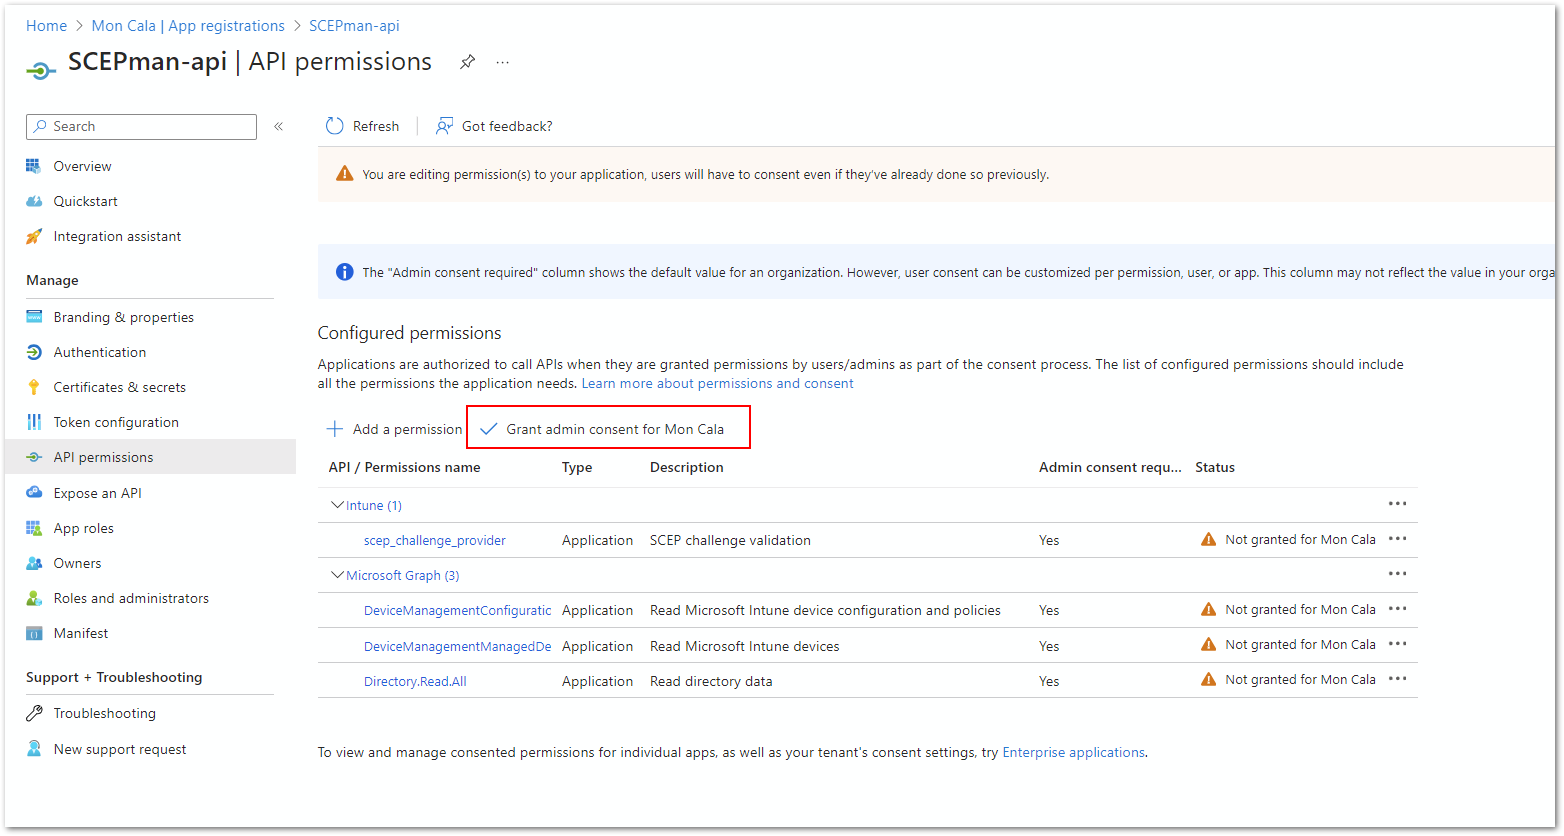 Home > Mon Cala | App registrations > SCEPman-api
SCEPman-api | API permissions
Search
Overview
Quickstart
Integration assistant
Manage
Branding & properties
Authentication
Certificates & secrets
Token configuration
API permissions
Expose an API
App roles
Owners
Roles and administrators
Manifest
Support + Troubleshooting
Troubleshooting
New support request
Refresh
Got feedback?
You are editing permission(s) to your application, users will have to consent even if they've already done so previously.
The "Admin consent required" column shows the default value for an organization. However, user consent can be customized per permission, user, or app. This column may not reflect the value in your orga
Configured permissions
Applications are authorized to call APIs when they are granted permissions by users/admins as part of the consent process. The list of configured permissions should include
all the permissions the application needs. Learn more about permissions and consent
Add a permission
Grant admin consent for Mon Cala
API / Permissions name Type Description Admin consent requ... Status
Intune (1)
scep_challenge_provider Application SCEP challenge validation Yes Not granted for Mon Cala
Microsoft Graph (3)
DeviceManagementConfiguratic Application Read Microsoft Intune device configuration and policies Yes Not granted for Mon Cala
DeviceManagementManagedDe Application Read Microsoft Intune devices Yes Not granted for Mon Cala
Directory.Read.All Application Read directory data Yes Not granted for Mon Cala
To view and manage consented permissions for individual apps, as well as your tenant's consent settings, try Enterprise applications.